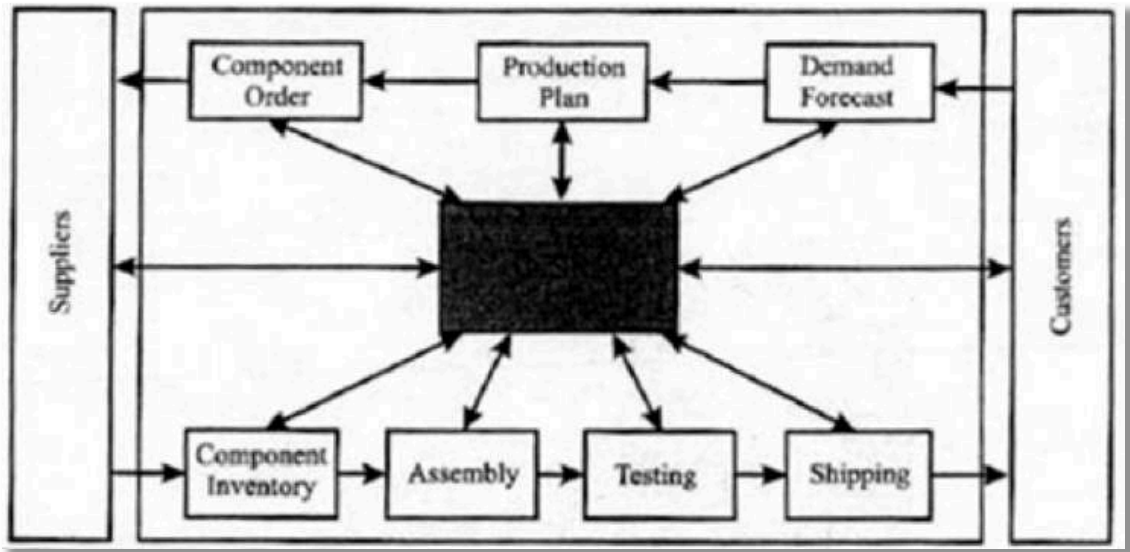 Component
Order
Production
Plan
Demand
Forecast
Suppliers
Customers
Component
Inventory
Assembly
Testing
Shipping